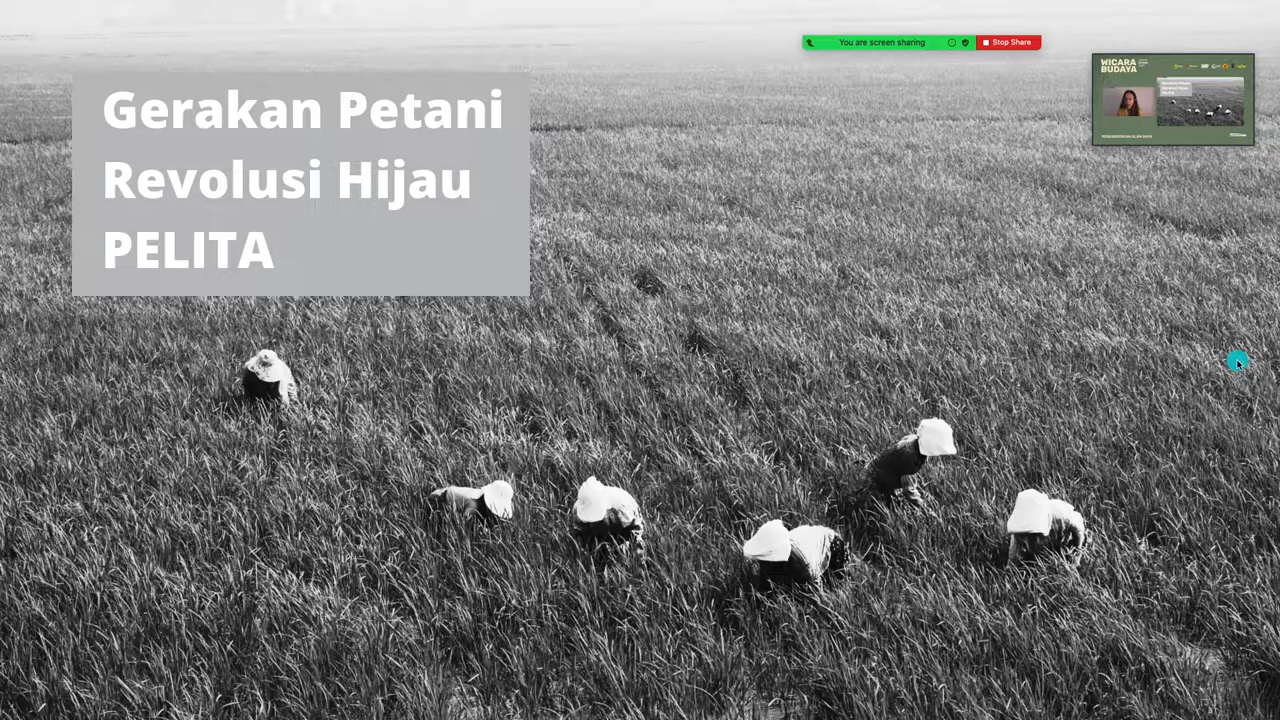 You are screen sharing
Stop Share
Gerakan Petani
Revolusi Hijau
PELITA
WICARA
BUDAYA